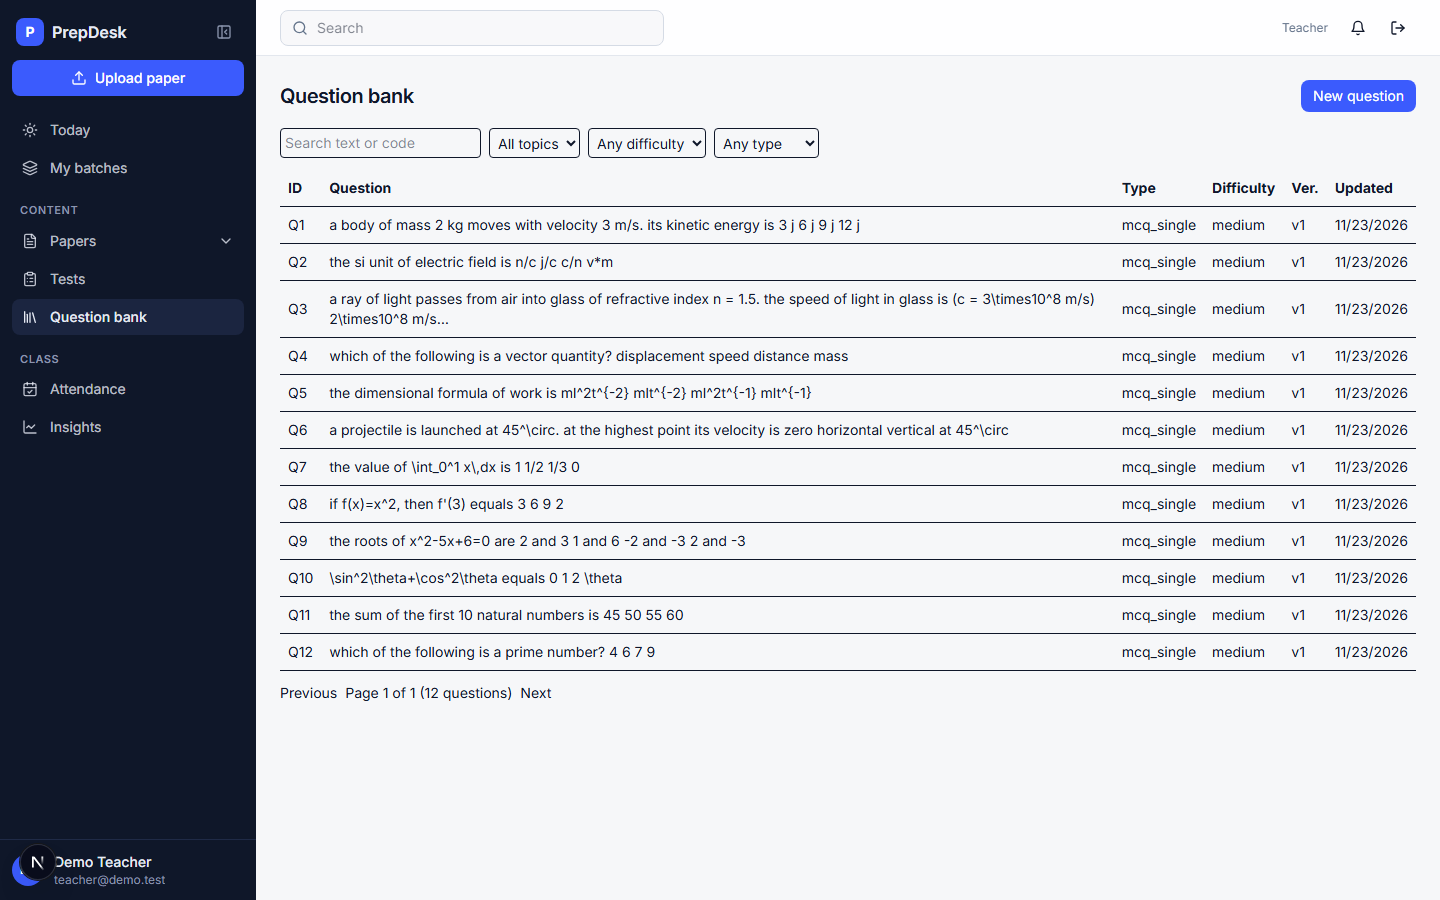 P PrepDesk
Upload paper
Today
My batches
CONTENT
Papers
Tests
Question bank
CLASS
Attendance
Insights
N Demo Teacher
teacher@demo.test
Search
Teacher
Question bank
New question
Search text or code All topics Any difficulty Any type
ID Question Type Difficulty Ver. Updated
Q1 a body of mass 2 kg moves with velocity 3 m/s. its kinetic energy is 3 j 6 j 9 j 12 j mcq_single medium v1 11/23/2026
Q2 the si unit of electric field is n/c j/c c/n v*m mcq_single medium v1 11/23/2026
Q3 a ray of light passes from air into glass of refractive index n = 1.5. the speed of light in glass is (c = 3\times10^8 m/s)
2\times10^8 m/s... mcq_single medium v1 11/23/2026
Q4 which of the following is a vector quantity? displacement speed distance mass mcq_single medium v1 11/23/2026
Q5 the dimensional formula of work is ml^2t^{-2} mlt^{-2} ml^2t^{-1} mlt^{-1} mcq_single medium v1 11/23/2026
Q6 a projectile is launched at 45^\circ. at the highest point its velocity is zero horizontal vertical at 45^\circ mcq_single medium v1 11/23/2026
Q7 the value of \int_0^1 x\,dx is 1 1/2 1/3 0 mcq_single medium v1 11/23/2026
Q8 if f(x)=x^2, then f'(3) equals 3 6 9 2 mcq_single medium v1 11/23/2026
Q9 the roots of x^2-5x+6=0 are 2 and 3 1 and 6 -2 and -3 2 and -3 mcq_single medium v1 11/23/2026
Q10 \sin^2\theta+\cos^2\theta equals 0 1 2 \theta mcq_single medium v1 11/23/2026
Q11 the sum of the first 10 natural numbers is 45 50 55 60 mcq_single medium v1 11/23/2026
Q12 which of the following is a prime number? 4 6 7 9 mcq_single medium v1 11/23/2026
Previous Page 1 of 1 (12 questions) Next